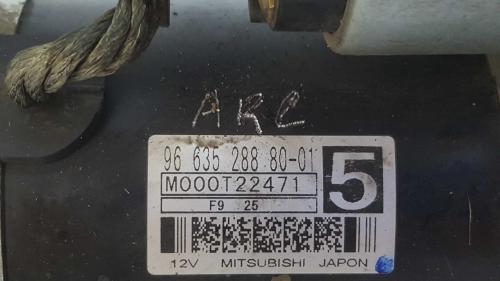 ARC
96 635 288 80-01
M000T22471
5
F9 25
12V MITSUBISHI JAPON